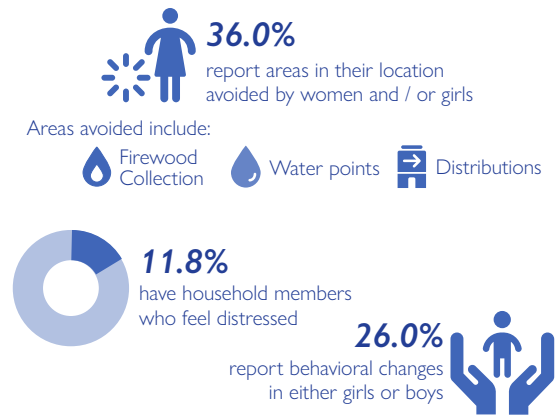 36.0%
report areas in their location
avoided by women and / or girls
Areas avoided include:
Firewood
Collection
Water points
Distributions
11.8%
have household members
who feel distressed
26.0%
report behavioral changes
in either girls or boys